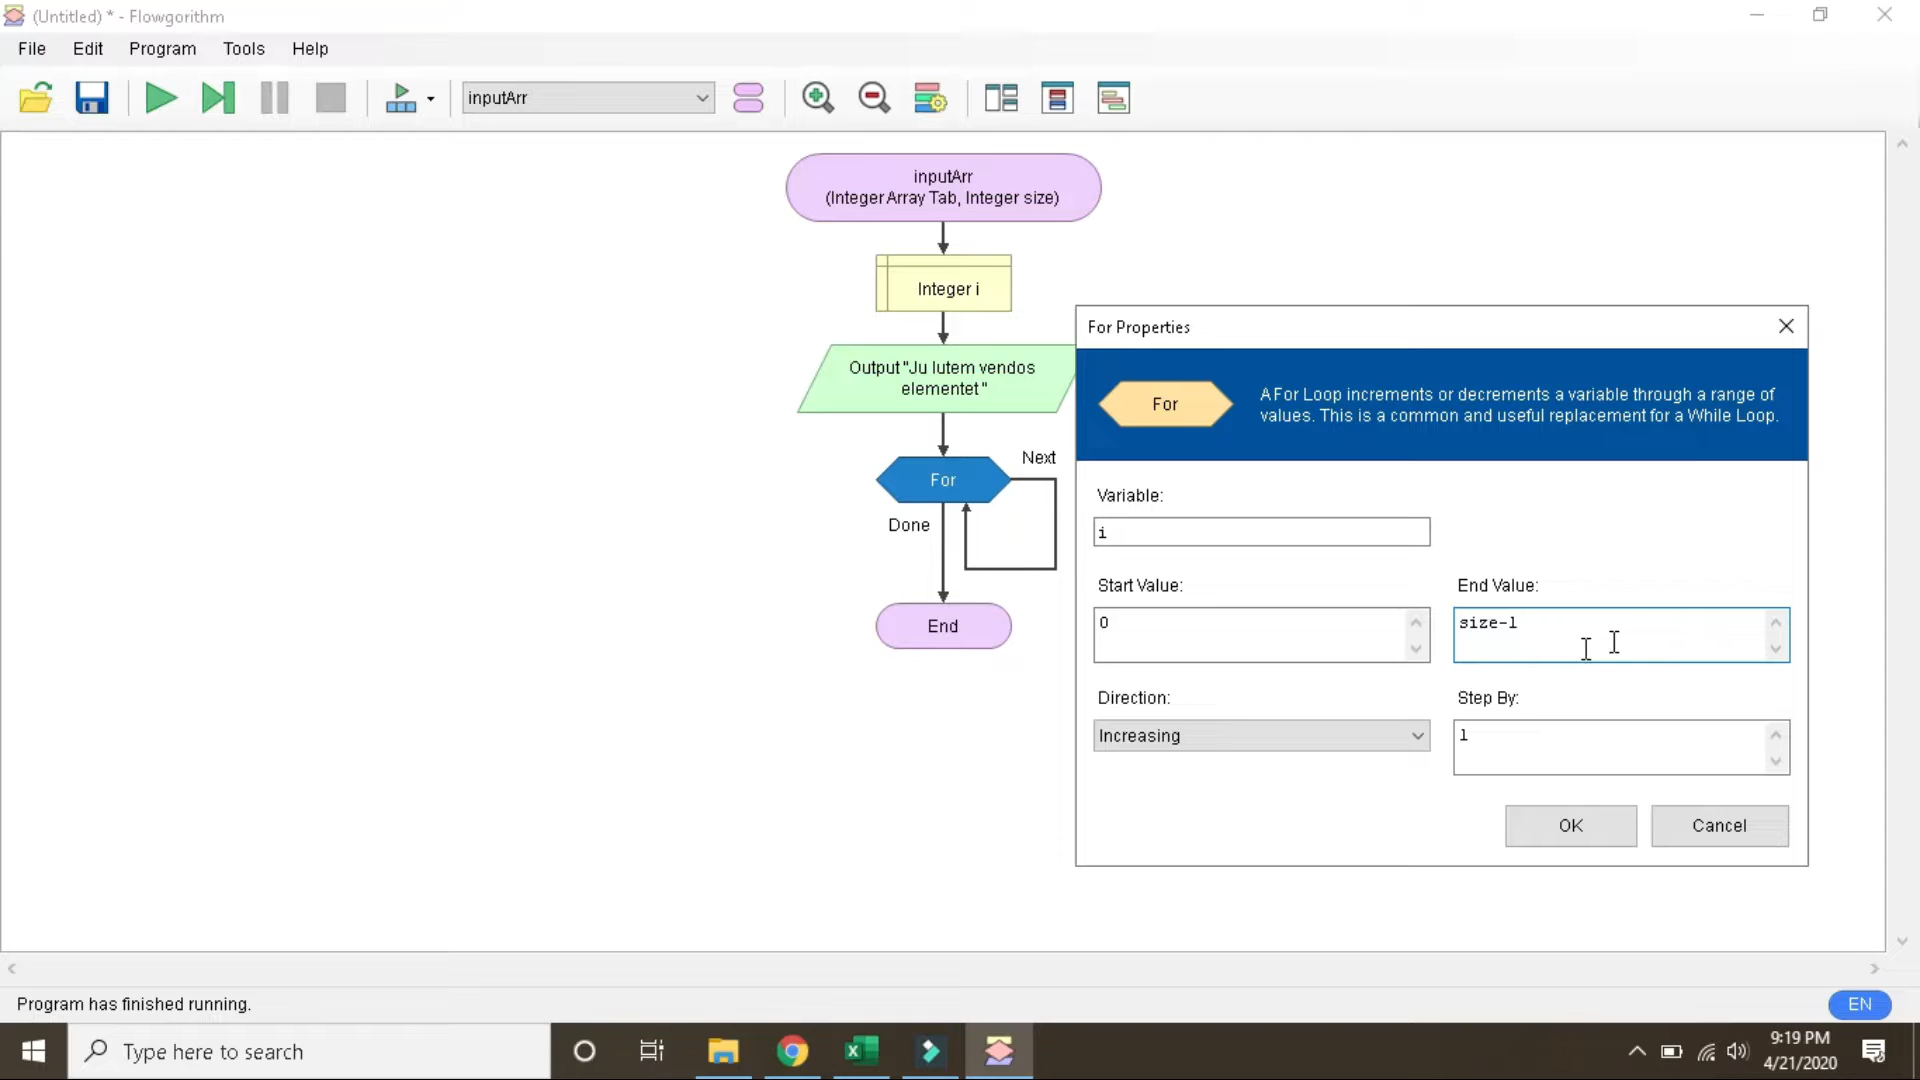 (Untitled) * - Flowgorithm
File Edit Program Tools Help
inputArr
inputArr
(Integer Array Tab, Integer size)
Integer i
Output "Ju lutem vendos
elementet "
For
Next
Done
End
For Properties
For
A For Loop increments or decrements a variable through a range of
values. This is a common and useful replacement for a While Loop.
Variable:
i
Start Value:
End Value:
0
size-1
Direction:
Step By:
Increasing
1
OK
Cancel
Program has finished running.
EN
Type here to search
9:19 PM
4/21/2020